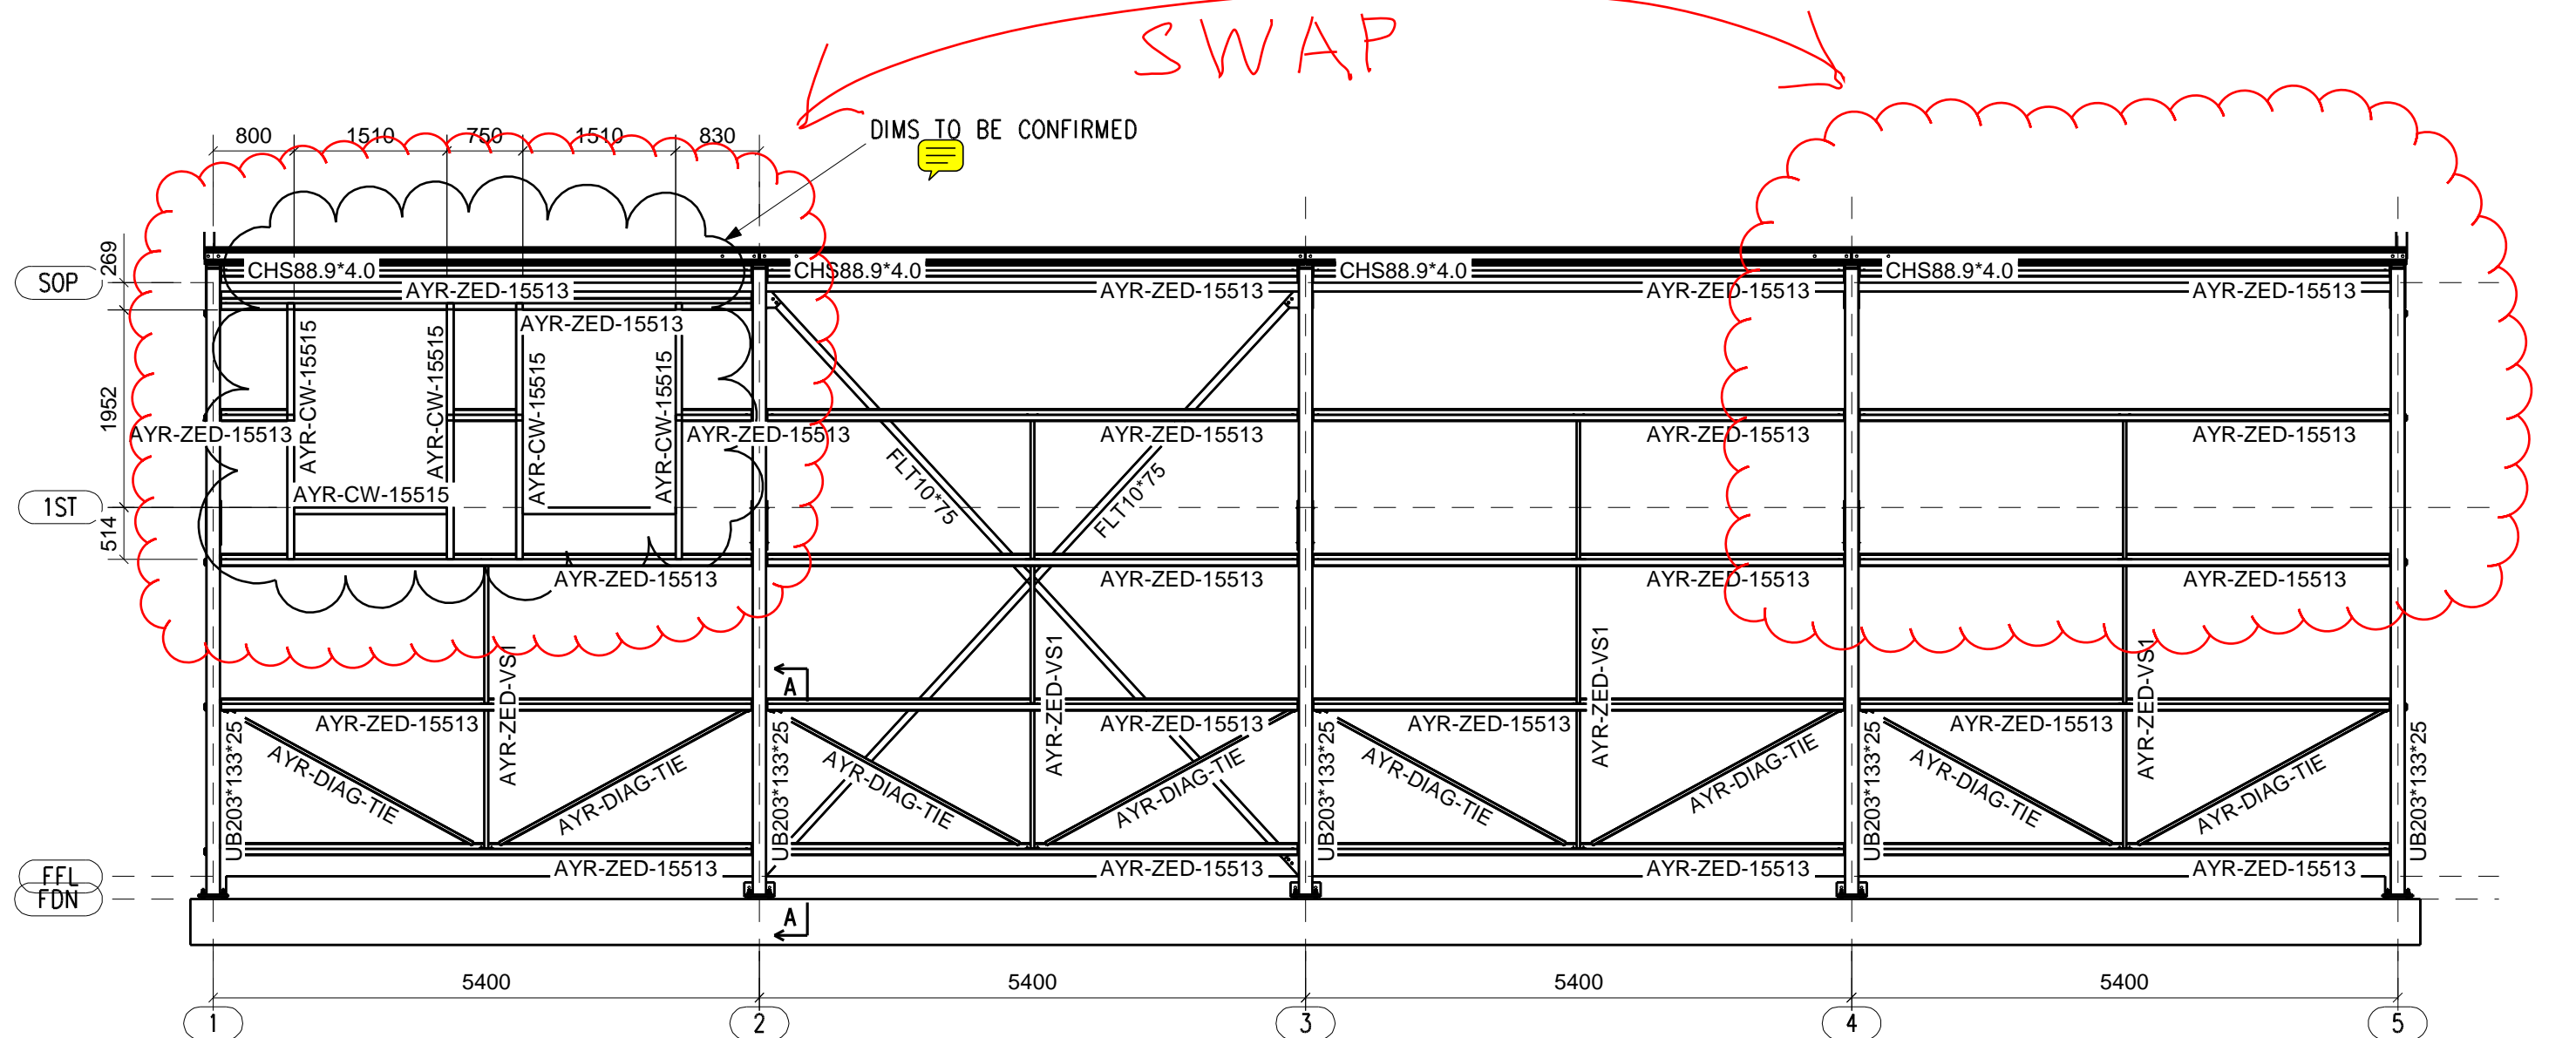 SWAP
DIMS TO BE CONFIRMED
800 1510 750 1510 830
269
SOP
CHS88.9*4.0 CHS88.9*4.0 CHS88.9*4.0 CHS88.9*4.0
AYR-ZED-15513 AYR-ZED-15513 AYR-ZED-15513 AYR-ZED-15513
AYR-ZED-15513
1952
AYR-CW-15515
AYR-CW-15515
AYR-CW-15515
AYR-CW-15515
AYR-ZED-15513 AYR-ZED-15513 AYR-ZED-15513 AYR-ZED-15513 AYR-ZED-15513
FLT10*75
FLT10*75
AYR-CW-15515
1ST
514
AYR-ZED-15513 AYR-ZED-15513 AYR-ZED-15513 AYR-ZED-15513
A
AYR-ZED-VS1
AYR-ZED-VS1
AYR-ZED-VS1
AYR-ZED-VS1
AYR-ZED-15513 AYR-ZED-15513 AYR-ZED-15513 AYR-ZED-15513
UB203*133*25
UB203*133*25
UB203*133*25
UB203*133*25
UB203*133*25
AYR-DIAG-TIE
AYR-DIAG-TIE
AYR-DIAG-TIE
AYR-DIAG-TIE
AYR-DIAG-TIE
AYR-DIAG-TIE
AYR-DIAG-TIE
AYR-DIAG-TIE
AYR-ZED-15513 AYR-ZED-15513 AYR-ZED-15513 AYR-ZED-15513
FFL
FDN
A
5400 5400 5400 5400
1 2 3 4 5